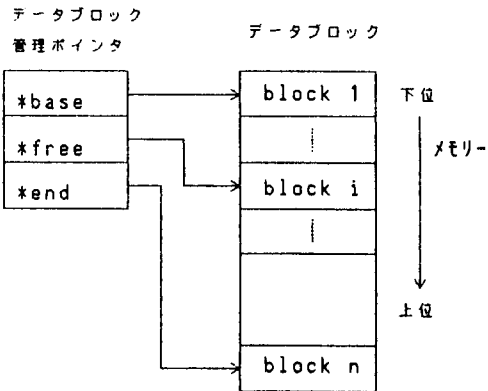 データブロック
管理ポインタ
データブロック
*base
*free
*end
block 1
block i
block n
下位
メモリー
上位